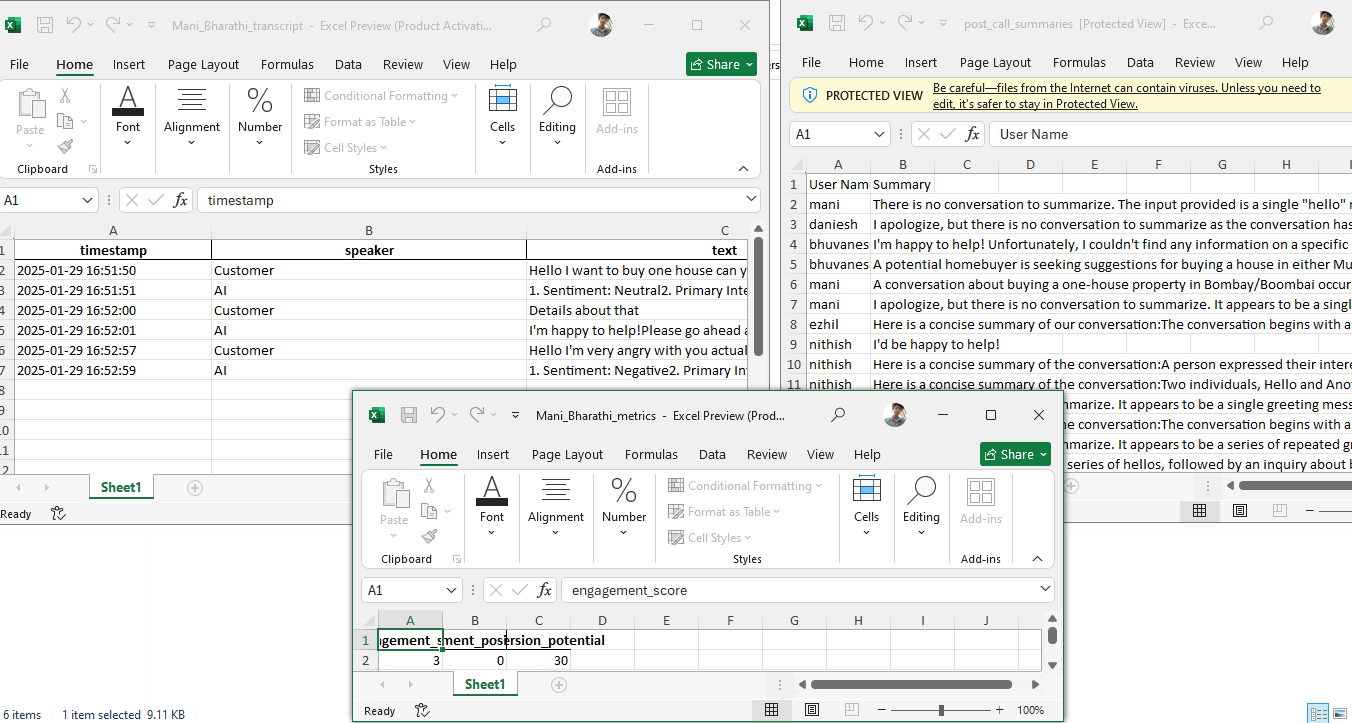 Mani_Bharathi_transcript - Excel Preview (Product Activati...
File Home Insert Page Layout Formulas Data Review View Help Share
Paste Font Alignment Number Conditional Formatting Format as Table Cell Styles Cells Editing Add-ins
Clipboard Styles Add-ins
A1 fx timestamp
A B C
1 timestamp speaker text
2 2025-01-29 16:51:50 Customer Hello I want to buy one house can y
3 2025-01-29 16:51:51 AI 1. Sentiment: Neutral2. Primary Inte
4 2025-01-29 16:52:00 Customer Details about that
5 2025-01-29 16:52:01 AI I'm happy to help!Please go ahead a
6 2025-01-29 16:52:57 Customer Hello I'm very angry with you actual
7 2025-01-29 16:52:59 AI 1. Sentiment: Negative2. Primary In
8
9
10
11
12
Sheet1
Ready
post_call_summaries [Protected View] - Exce...
File Home Insert Page Layout Formulas Data Review View Help
PROTECTED VIEW Be careful—files from the Internet can contain viruses. Unless you need to
edit, it's safer to stay in Protected View.
A1 fx User Name
A B C D E F G H
1 User Nam Summary
2 mani There is no conversation to summarize. The input provided is a single "hello"
3 daniesh I apologize, but there is no conversation to summarize as the conversation has
4 bhuvanes I'm happy to help! Unfortunately, I couldn't find any information on a specific
5 bhuvanes A potential homebuyer is seeking suggestions for buying a house in either Mu
6 mani A conversation about buying a one-house property in Bombay/Boombai occur
7 mani I apologize, but there is no conversation to summarize. It appears to be a singl
8 ezhil Here is a concise summary of our conversation:The conversation begins with a
9 nithish I'd be happy to help!
10 nithish Here is a concise summary of the conversation:A person expressed their intere
11 nithish Here is a concise summary of the conversation:Two individuals, Hello and Ano
marize. It appears to be a single greeting mess
he conversation:The conversation begins with a
marize. It appears to be a series of repeated gr
series of hellos, followed by an inquiry about b
Mani_Bharathi_metrics - Excel Preview (Prod...
File Home Insert Page Layout Formulas Data Review View Help Share
Paste Font Alignment Number Conditional Formatting Format as Table Cell Styles Cells Editing Add-ins
Clipboard Styles Add-ins
A1 fx engagement_score
A B C D E F G H I J
1 gagement_s ment_posi ersion_potential
2 3 0 30
Sheet1
Ready 100%
6 items 1 item selected 9.11 KB